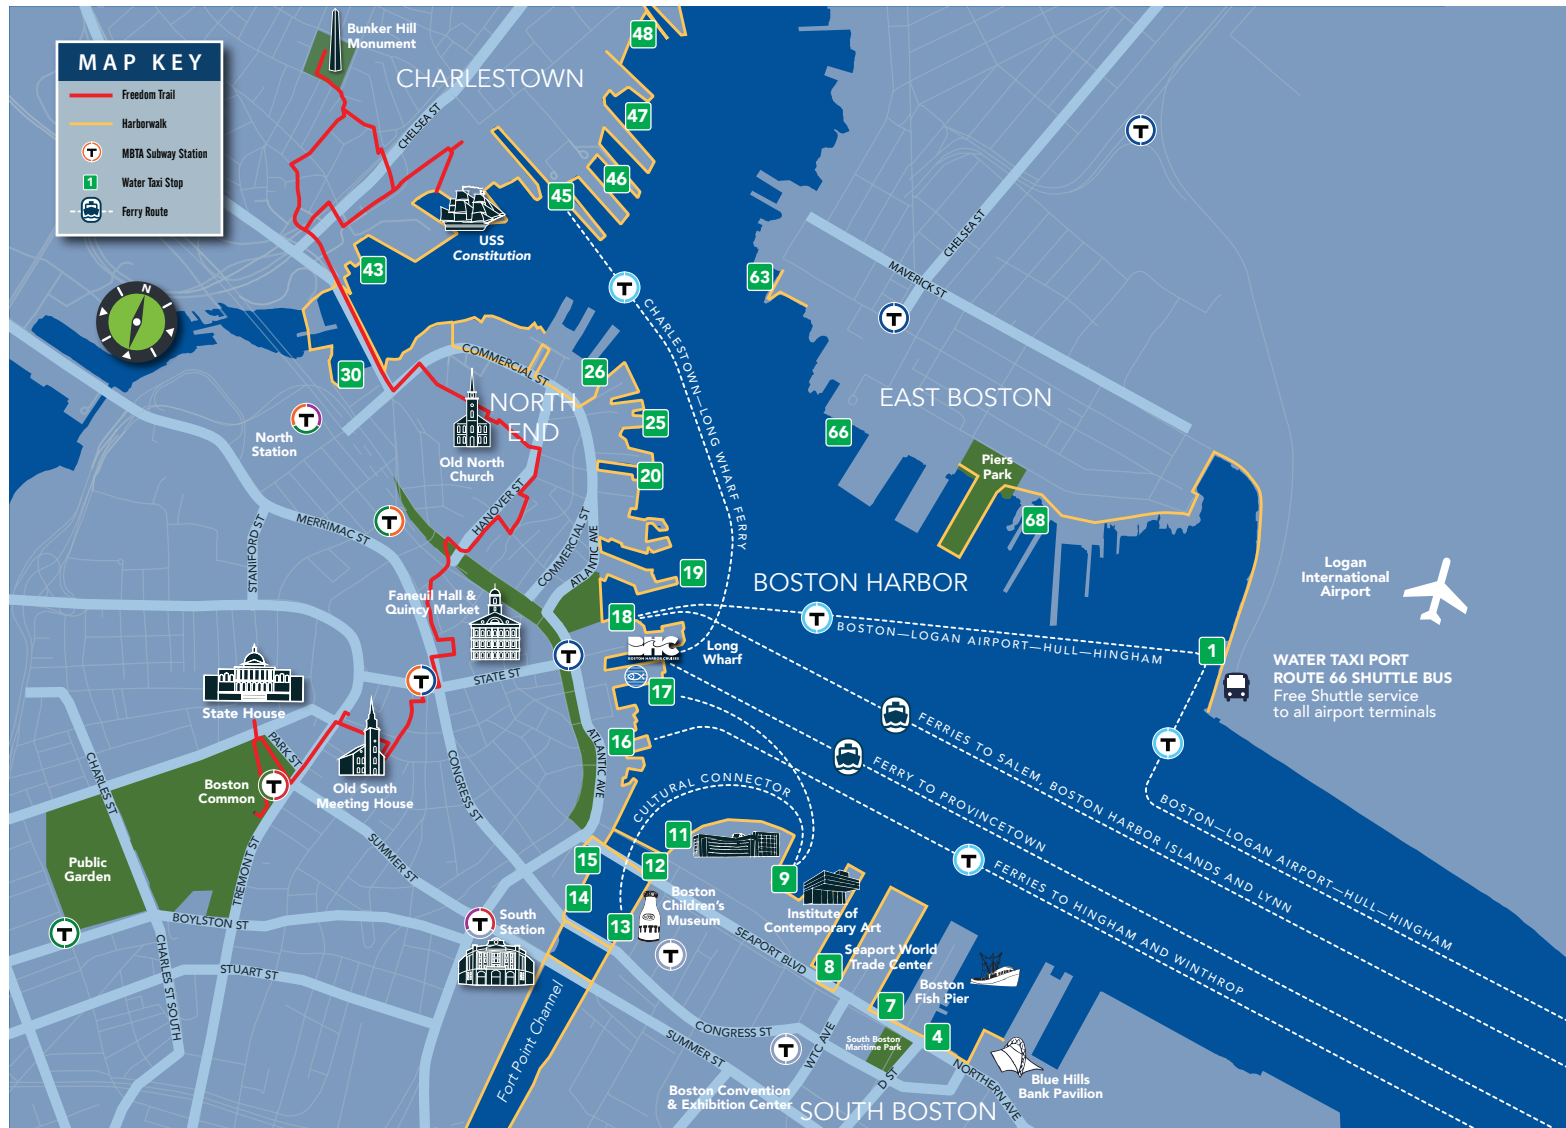 MAP KEY
Freedom Trail
Harborwalk
T
MBTA Subway Station
1
Water Taxi Stop
Ferry Route
N
Bunker Hill
Monument
CHARLESTOWN
CHELSEA ST
48
47
46
45
USS
Constitution
43
T
CHARLESTOWN—LONG WHARF FERRY
T
CHELSEA ST
MAVERICK ST
63
T
EAST BOSTON
66
Piers
Park
68
30
T
North
Station
COMMERCIAL ST
26
NORTH
END
25
20
Old North
Church
HANOVER ST
MERRIMAC ST
STANIFORD ST
T
COMMERCIAL ST
ATLANTIC AVE
19
18
BOSTON HARBOR
Logan
International
Airport
Faneuil Hall &
Quincy Market
T
BOSTON HARBOR CRUISES
Long
Wharf
T
BOSTON—LOGAN AIRPORT—HULL—HINGHAM
1
WATER TAXI PORT
ROUTE 66 SHUTTLE BUS
Free Shuttle service
to all airport terminals
T
STATE ST
T
17
16
State House
PARK ST
Boston
Common
T
Old South
Meeting House
CHARLES ST
CONGRESS ST
ATLANTIC AVE
SUMMER ST
TREMONT ST
Public
Garden
T
BOYLSTON ST
CHARLES ST SOUTH
STUART ST
CULTURAL CONNECTOR
FERRIES TO SALEM, BOSTON HARBOR ISLANDS AND LYNN
FERRY TO PROVINCETOWN
T
FERRIES TO HINGHAM AND WINTHROP
T
BOSTON—LOGAN AIRPORT—HULL—HINGHAM
11
15
12
14
13
9
Boston
Children's
Museum
T
South
Station
T
Institute of
Contemporary Art
Seaport World
Trade Center
8
SEAPORT BLVD
Boston
Fish Pier
7
4
South Boston
Maritime Park
CONGRESS ST
SUMMER ST
T
WTC AVE
D ST
NORTHERN AVE
Blue Hills
Bank Pavilion
Boston Convention
& Exhibition Center
SOUTH BOSTON
Fort Point Channel